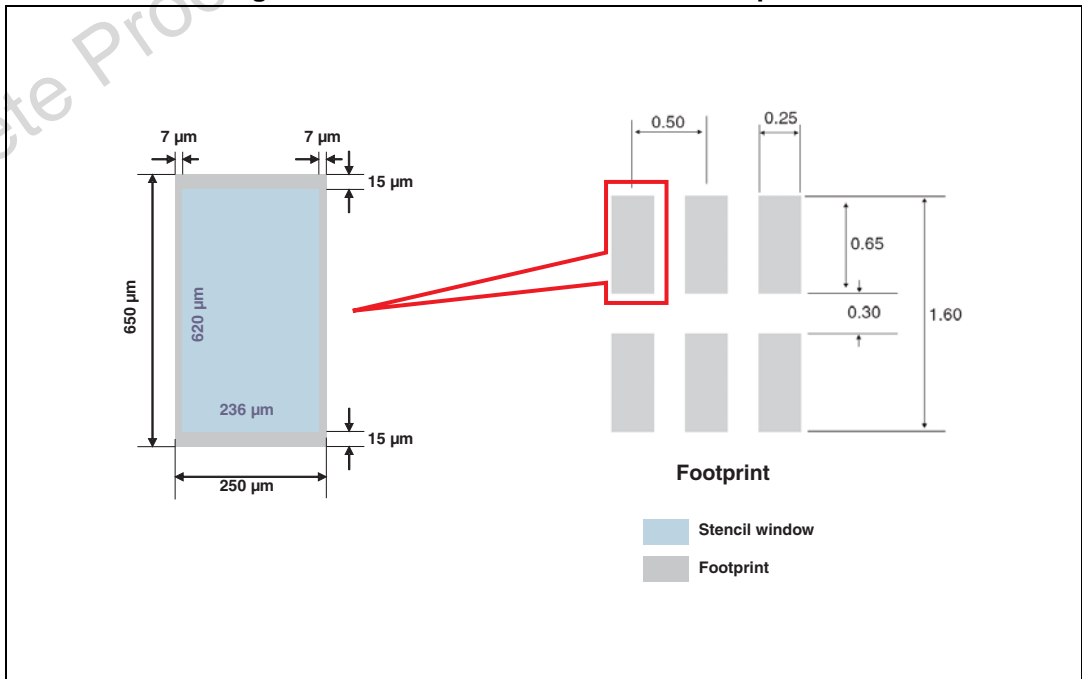 7 µm
7 µm
15 µm
650 µm
620 µm
236 µm
15 µm
250 µm
0.50
0.25
0.65
0.30
1.60
Footprint
Stencil window
Footprint